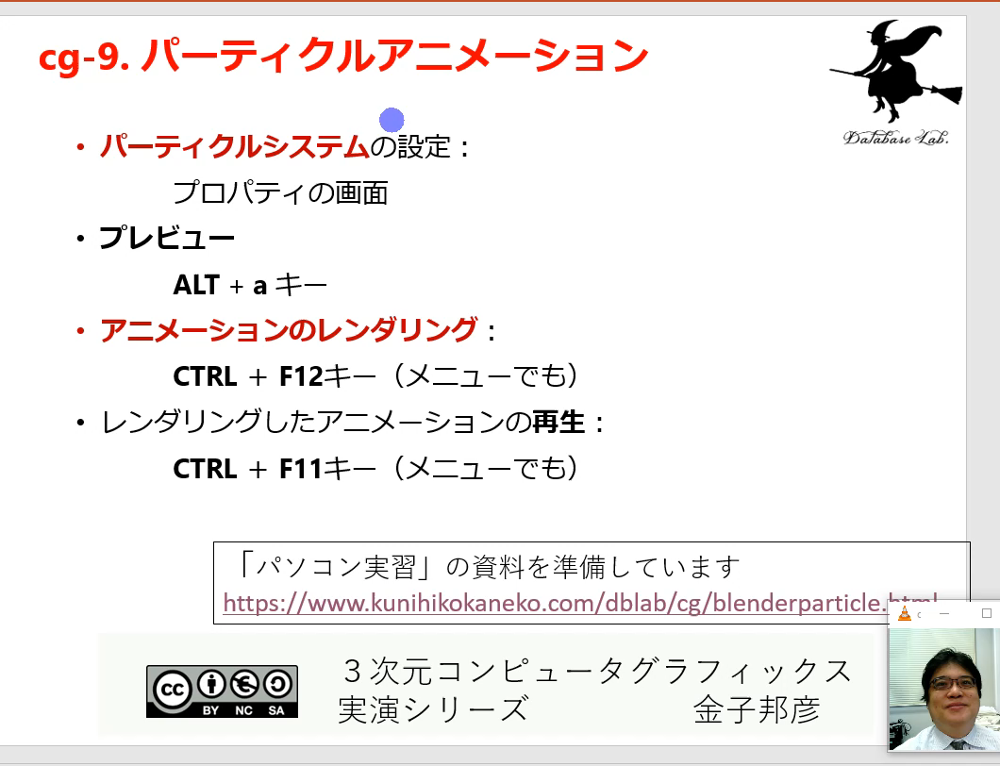 cg-9. パーティクルアニメーション
Database Lab.
• パーティクルシステムの設定：
プロパティの画面
• プレビュー
ALT + a キー
• アニメーションのレンダリング：
CTRL ＋ F12キー（メニューでも）
• レンダリングしたアニメーションの再生：
CTRL ＋ F11キー（メニューでも）
「パソコン実習」の資料を準備しています
https://www.kunihikokaneko.com/dblab/cg/blenderparticle.html
c
cc BY NC SA
３次元コンピュータグラフィックス
実演シリーズ 金子邦彦